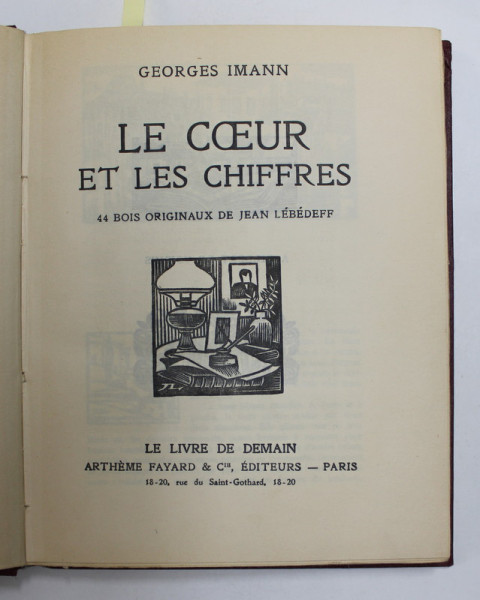 GEORGES IMANN
LE CŒUR
ET LES CHIFFRES
44 BOIS ORIGINAUX DE JEAN LÉBÉDEFF
JL
LE LIVRE DE DEMAIN
ARTHÈME FAYARD & Cie, ÉDITEURS — PARIS
18-20, rue du Saint-Gothard, 18-20